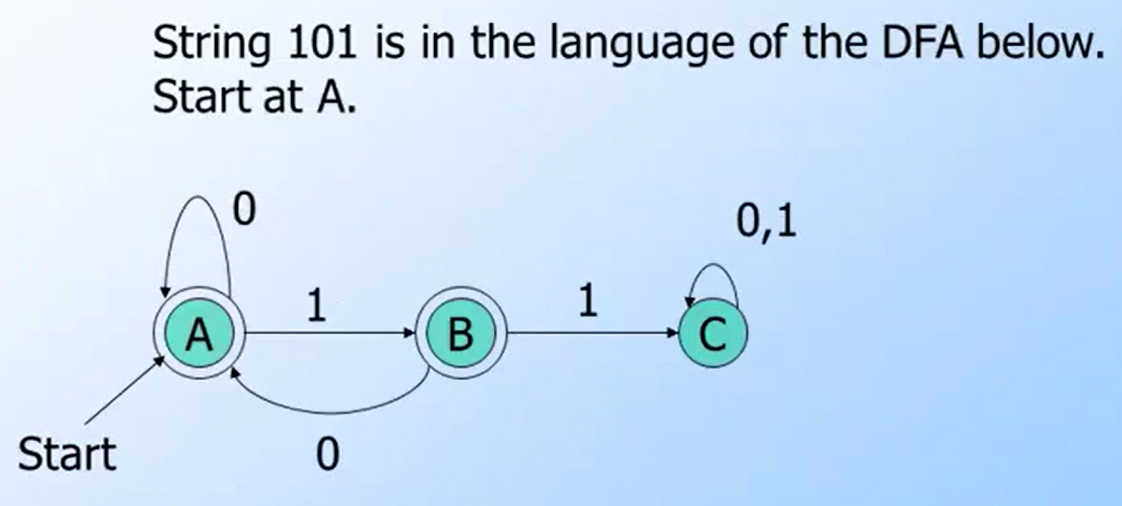 String 101 is in the language of the DFA below.
Start at A.
0
0,1
1
1
A
B
C
Start
0